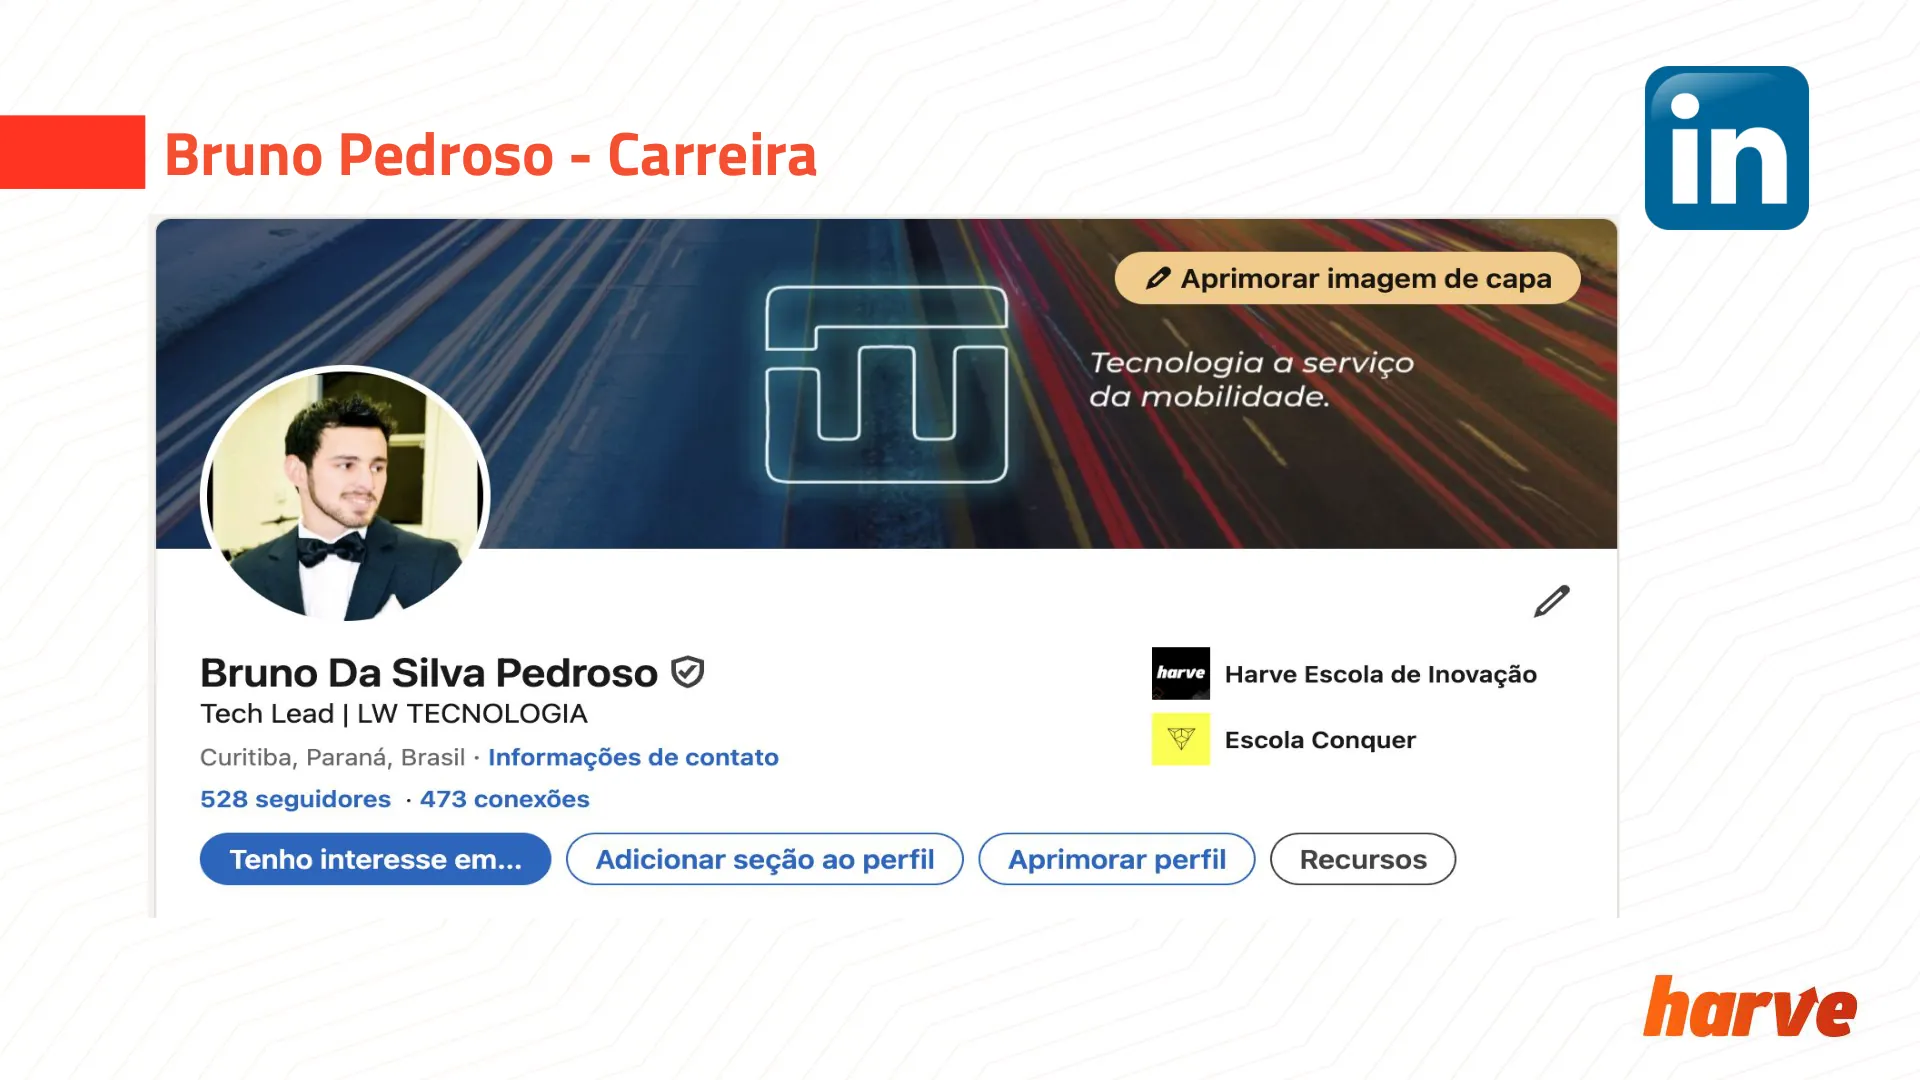 in
Bruno Pedroso - Carreira
Aprimorar imagem de capa
Tecnologia a serviço
da mobilidade.
Bruno Da Silva Pedroso
Tech Lead | LW TECNOLOGIA
Curitiba, Paraná, Brasil · Informações de contato
528 seguidores · 473 conexões
harve Harve Escola de Inovação
Escola Conquer
Tenho interesse em...
Adicionar seção ao perfil
Aprimorar perfil
Recursos
harve